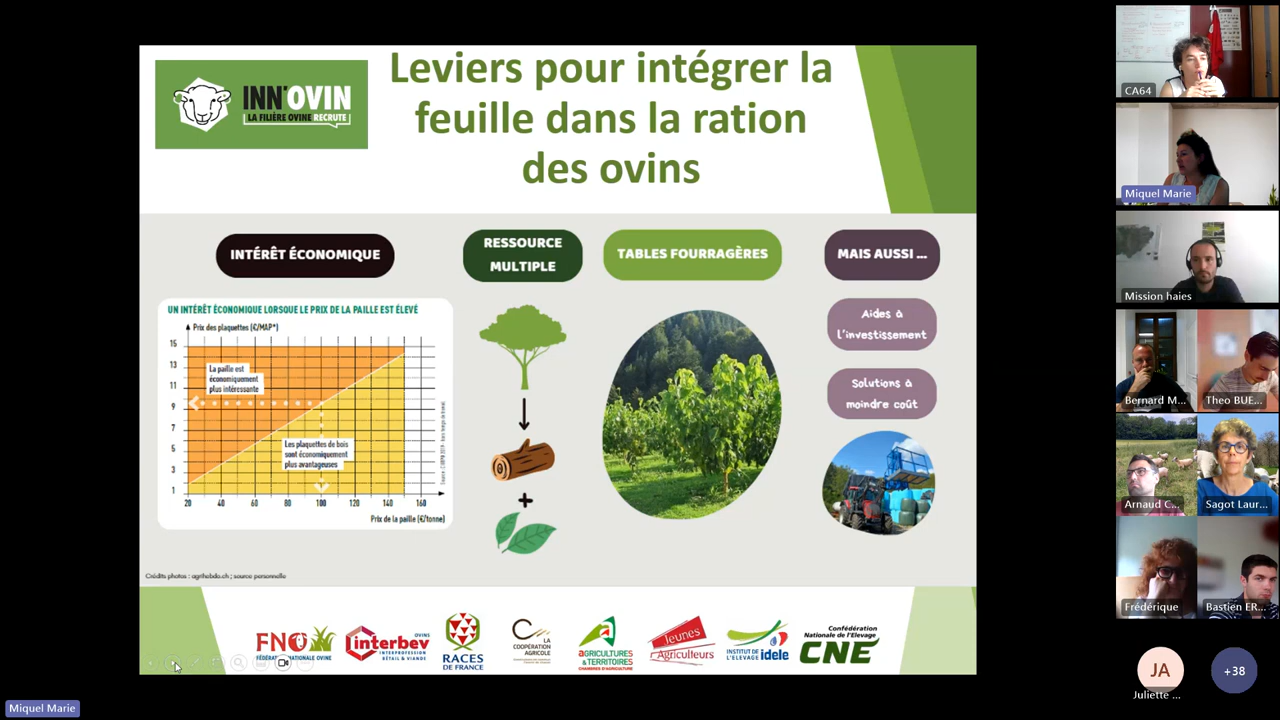 INN'OVIN
LA FILIÈRE OVINE RECRUTE
Leviers pour intégrer la
feuille dans la ration
des ovins
INTÉRÊT ÉCONOMIQUE
RESSOURCE
MULTIPLE
TABLES FOURRAGÈRES
MAIS AUSSI ...
UN INTÉRÊT ÉCONOMIQUE LORSQUE LE PRIX DE LA PAILLE EST ÉLEVÉ
Prix des plaquettes (€/MAP*)
15
13
11
9
7
5
3
1
La paille est
économiquement
plus intéressante
Les plaquettes de bois
sont économiquement
plus avantageuses
20 40 60 80 100 120 140 160
Prix de la paille (€/tonne)
Aides à
l'investissement
Solutions à
moindre coût
Crédits photos : agrihebdo.ch ; source personnelle
FNO
FÉDÉRATION NATIONALE OVINE
interbev
OVINS
INTERPROFESSION
BÉTAIL & VIANDE
RACES
DE FRANCE
LA
COOPÉRATION
AGRICOLE
AGRICULTURES
& TERRITOIRES
CHAMBRES D'AGRICULTURE
Jeunes
Agriculteurs
INSTITUT DE
L'ELEVAGE idele
Confédération
Nationale de l'Elevage
CNE
CA64
Miquel Marie
Mission haies
Bernard M...
Theo BUE...
Arnaud C...
Sagot Laur...
Frédérique
Bastien ER...
JA
Juliette ...
+38
Miquel Marie